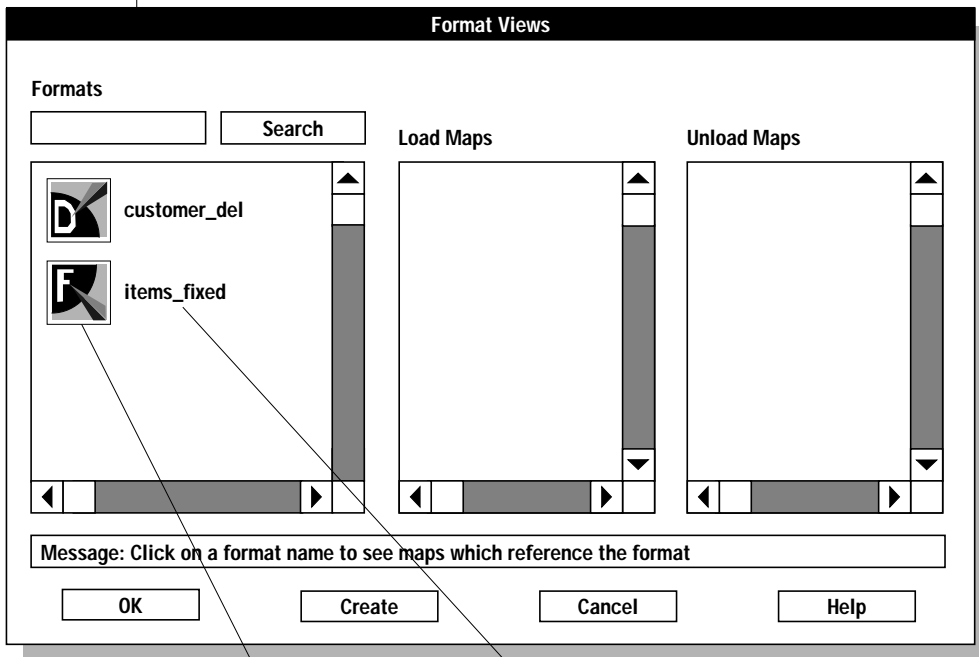 Format Views
Formats
Search
Load Maps
Unload Maps
D
customer_del
F
items_fixed
Message: Click on a format name to see maps which reference the format
OK
Create
Cancel
Help